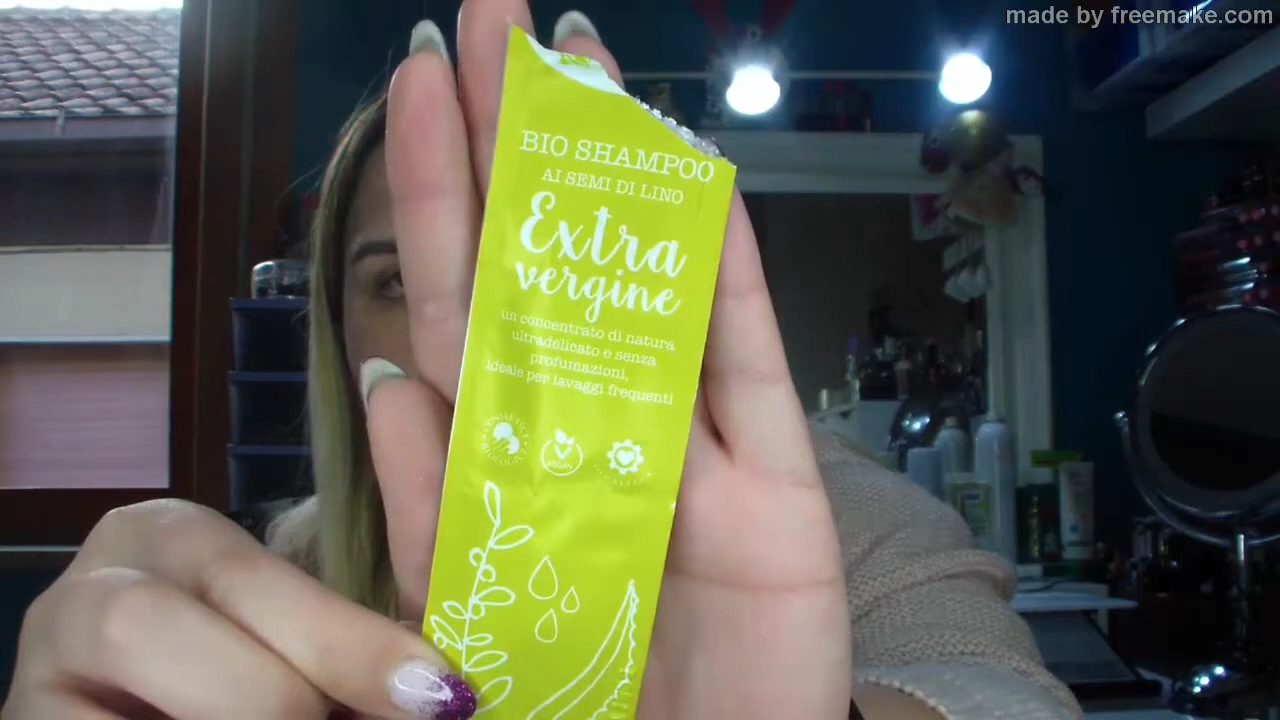 made by freemake.com
BIO SHAMPOO
AI SEMI DI LINO
Extra
vergine
un concentrato di natura
ultradelicato e senza
profumazioni,
ideale per lavaggi frequenti
VEGAN